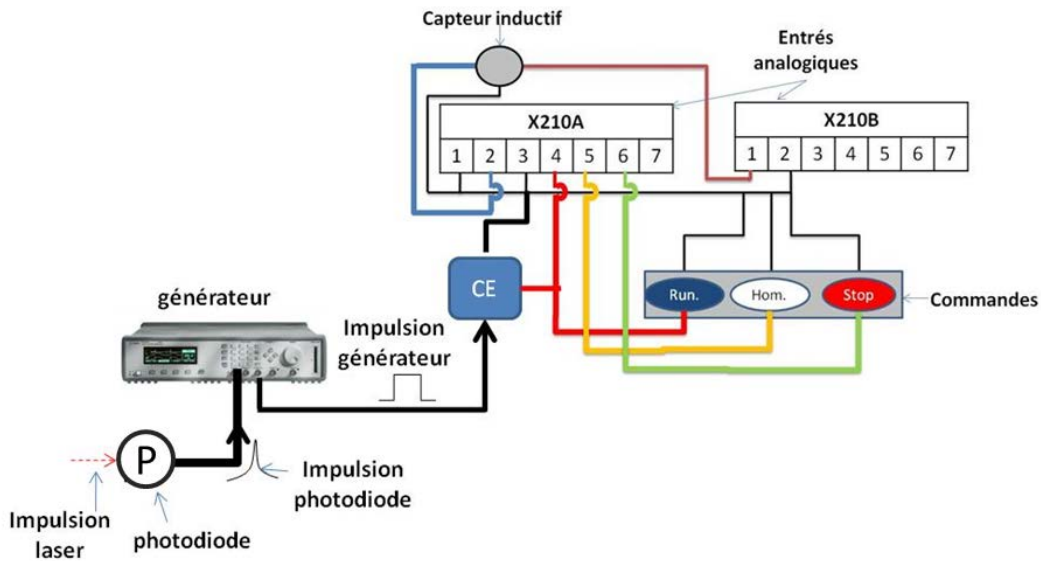 Capteur inductif
Entrés
analogiques
X210A
1 2 3 4 5 6 7
X210B
1 2 3 4 5 6 7
CE
Run.
Hom.
Stop
Commandes
générateur
Impulsion
générateur
P
Impulsion
photodiode
Impulsion
laser
photodiode